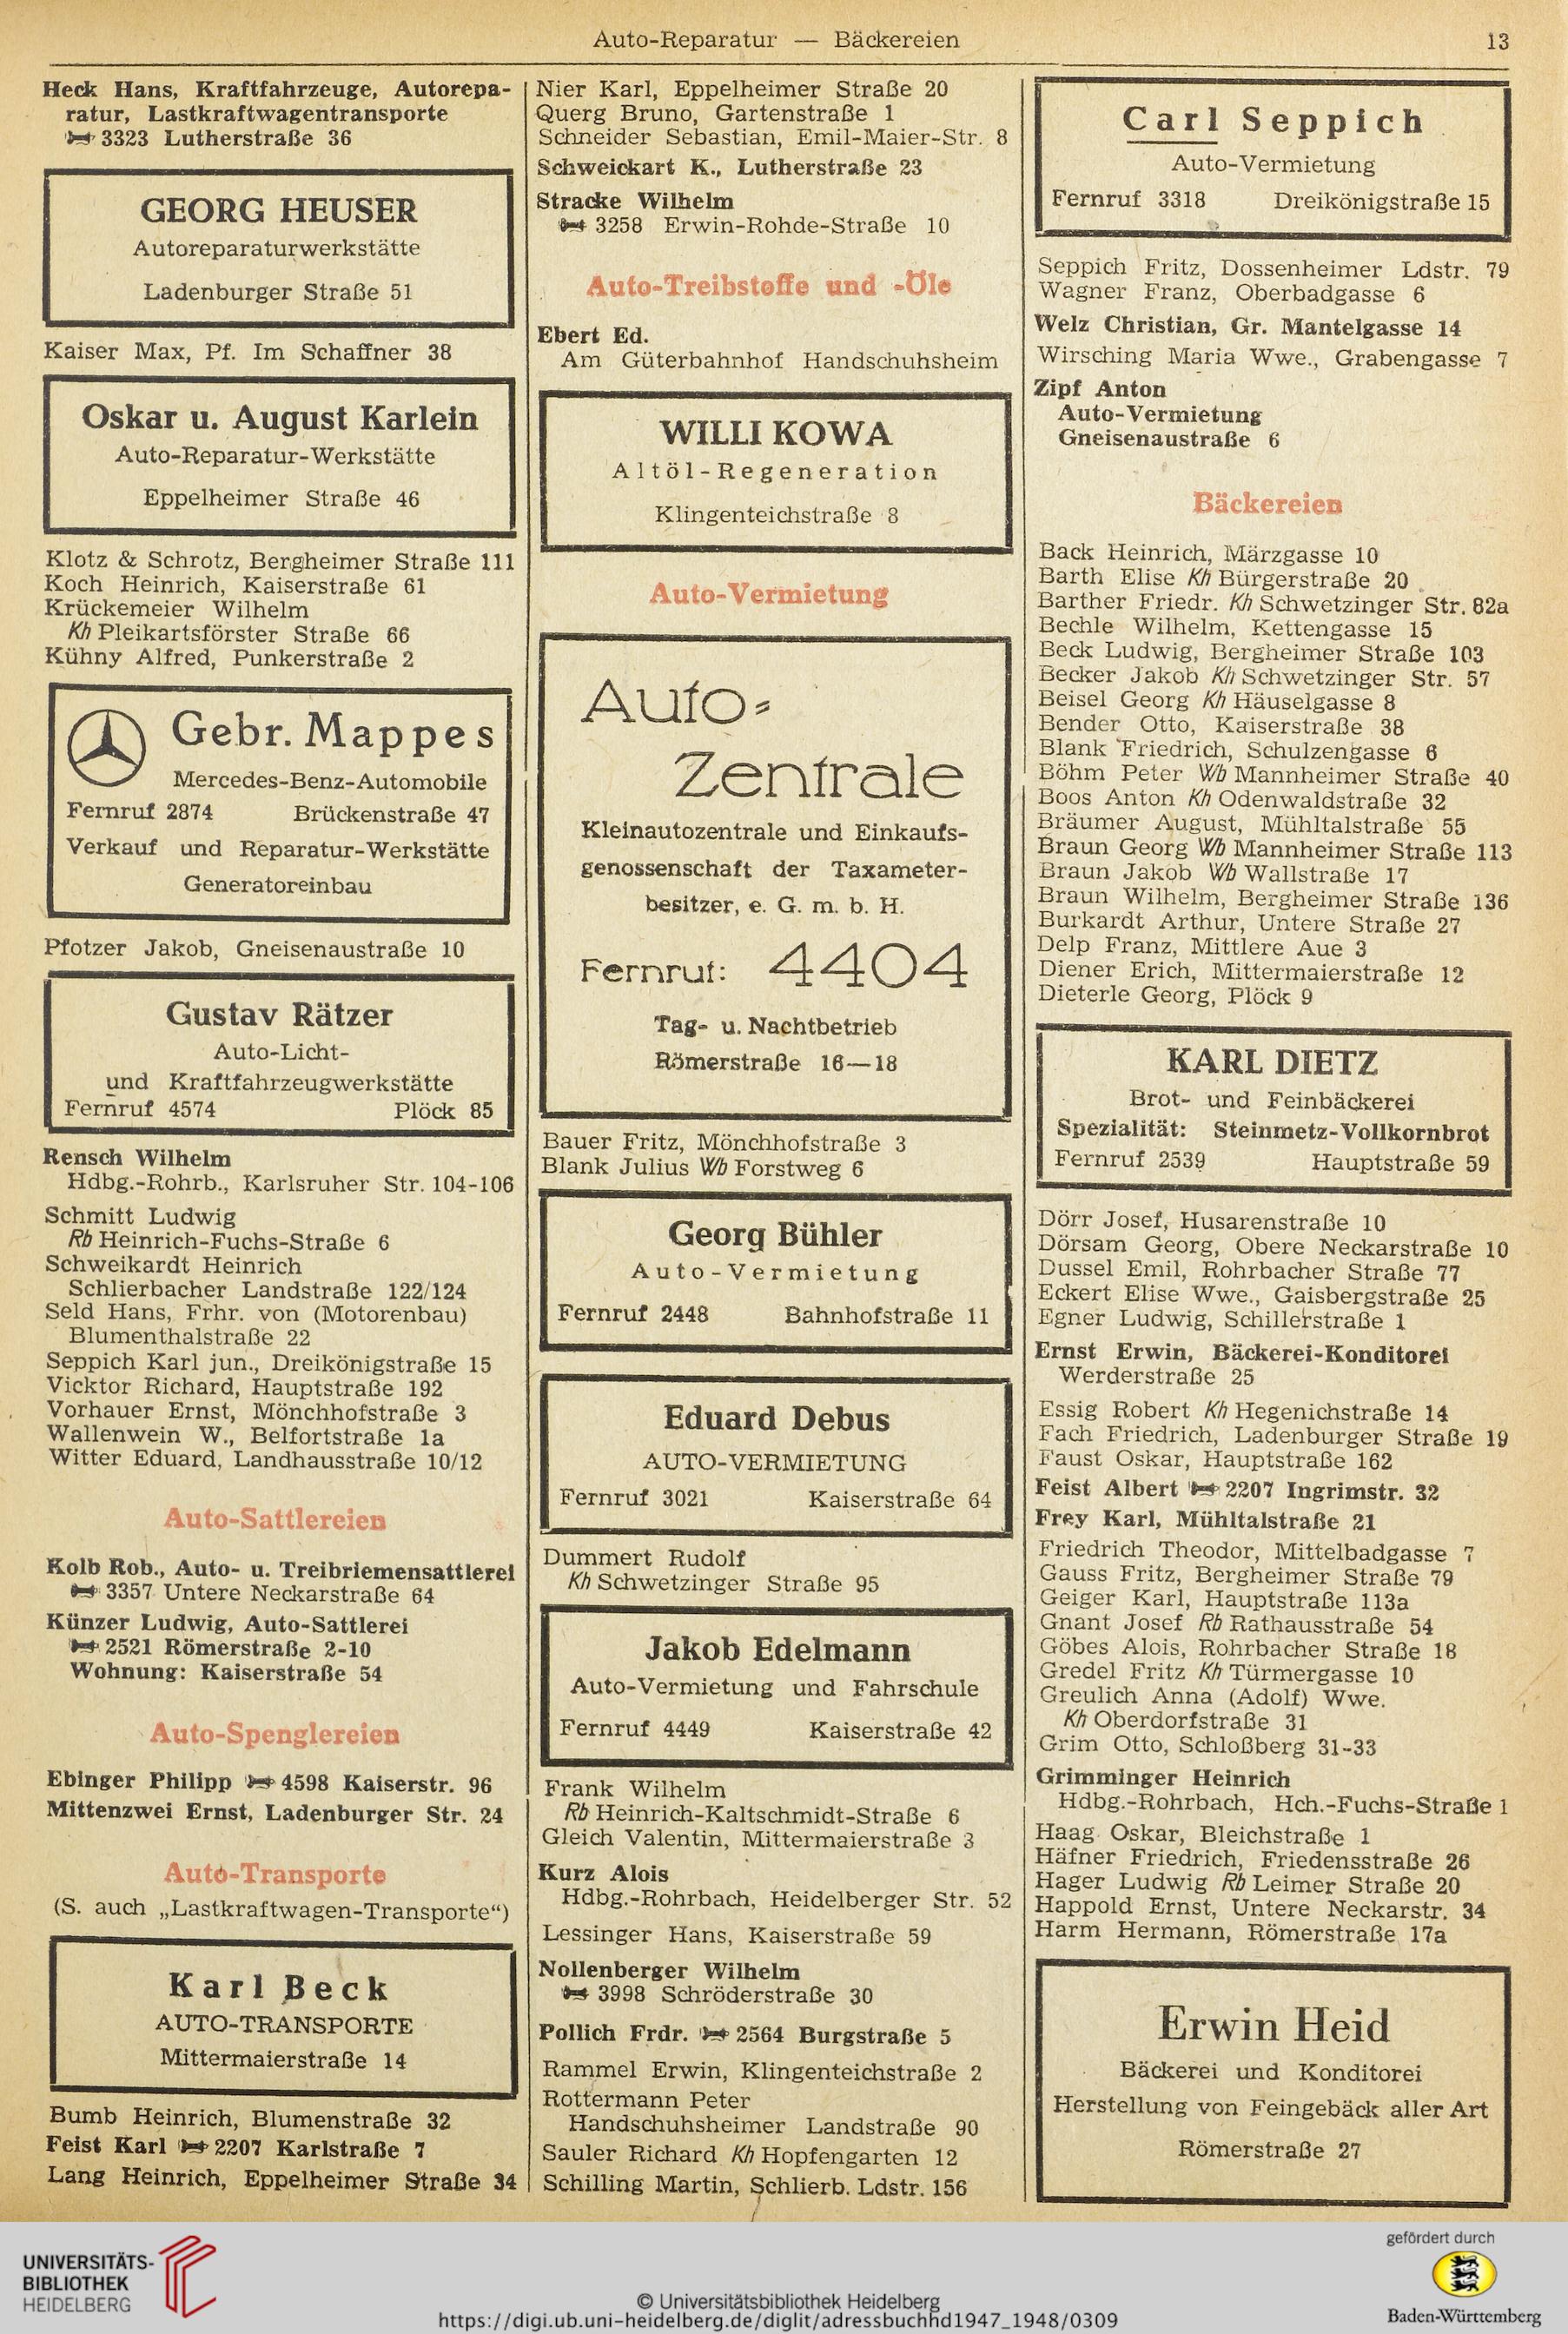 Auto-Reparatur — Bäckereien
13
Heck Hans, Kraftfahrzeuge, Autorepa-
ratur, Lastkraftwagentransporte
3323 Lutherstraße 36
GEORG HEUSER
Autoreparaturwerkstätte
Ladenburger Straße 51
Kaiser Max, Pf. Im Schaffner 38
Oskar u. August Karlein
Auto-Reparatur-Werkstätte
Eppelheimer Straße 46
Klotz & Schrotz, Bergheimer Straße 111
Koch Heinrich, Kaiserstraße 61
Krückemeier Wilhelm
Kh Pleikartsförster Straße 66
Kühny Alfred, Punkerstraße 2
Gebr. Mappes
Mercedes-Benz-Automobile
Fernruf 2874 Brückenstraße 47
Verkauf und Reparatur-Werkstätte
Generatoreinbau
Pfotzer Jakob, Gneisenaustraße 10
Gustav Rätzer
Auto-Licht-
und Kraftfahrzeugwerkstätte
Fernruf 4574 Plöck 85
Rensch Wilhelm
Hdbg.-Rohrb., Karlsruher Str. 104-106
Schmitt Ludwig
Rb Heinrich-Fuchs-Straße 6
Schweikardt Heinrich
Schlierbacher Landstraße 122/124
Seld Hans, Frhr. von (Motorenbau)
Blumenthalstraße 22
Seppich Karl jun., Dreikönigstraße 15
Vicktor Richard, Hauptstraße 192
Vorhauer Ernst, Mönchhofstraße 3
Wallenwein W., Belfortstraße 1a
Witter Eduard, Landhausstraße 10/12
Auto-Sattlereien
Kolb Rob., Auto- u. Treibriemensattlerei
3357 Untere Neckarstraße 64
Künzer Ludwig, Auto-Sattlerei
2521 Römerstraße 2-10
Wohnung: Kaiserstraße 54
Auto-Spenglereien
Ebinger Philipp 4598 Kaiserstr. 96
Mittenzwei Ernst, Ladenburger Str. 24
Auto-Transporte
(S. auch „Lastkraftwagen-Transporte“)
Karl Beck
AUTO-TRANSPORTE
Mittermaierstraße 14
Bumb Heinrich, Blumenstraße 32
Feist Karl 2207 Karlstraße 7
Lang Heinrich, Eppelheimer Straße 34
Nier Karl, Eppelheimer Straße 20
Querg Bruno, Gartenstraße 1
Schneider Sebastian, Emil-Maier-Str. 8
Schweickart K., Lutherstraße 23
Stracke Wilhelm
3258 Erwin-Rohde-Straße 10
Auto-Treibstoffe und -Öle
Ebert Ed.
Am Güterbahnhof Handschuhsheim
WILLI KOWA
Altöl-Regeneration
Klingenteichstraße 8
Auto-Vermietung
Auto-
Zentrale
Kleinautozentrale und Einkaufs-
genossenschaft der Taxameter-
besitzer, e. G. m. b. H.
Fernruf: 4404
Tag- u. Nachtbetrieb
Römerstraße 16—18
Bauer Fritz, Mönchhofstraße 3
Blank Julius Wb Forstweg 6
Georg Bühler
Auto-Vermietung
Fernruf 2448 Bahnhofstraße 11
Eduard Debus
AUTO-VERMIETUNG
Fernruf 3021 Kaiserstraße 64
Dummert Rudolf
Kh Schwetzinger Straße 95
Jakob Edelmann
Auto-Vermietung und Fahrschule
Fernruf 4449 Kaiserstraße 42
Frank Wilhelm
Rb Heinrich-Kaltschmidt-Straße 6
Gleich Valentin, Mittermaierstraße 3
Kurz Alois
Hdbg.-Rohrbach, Heidelberger Str. 52
Lessinger Hans, Kaiserstraße 59
Nollenberger Wilhelm
3998 Schröderstraße 30
Pollich Frdr. 2564 Burgstraße 5
Rammel Erwin, Klingenteichstraße 2
Rottermann Peter
Handschuhsheimer Landstraße 90
Sauler Richard Kh Hopfengarten 12
Schilling Martin, Schlierb. Ldstr. 156
Carl Seppich
Auto-Vermietung
Fernruf 3318 Dreikönigstraße 15
Seppich Fritz, Dossenheimer Ldstr. 79
Wagner Franz, Oberbadgasse 6
Welz Christian, Gr. Mantelgasse 14
Wirsching Maria Wwe., Grabengasse 7
Zipf Anton
Auto-Vermietung
Gneisenaustraße 6
Bäckereien
Back Heinrich, Märzgasse 10
Barth Elise Kh Bürgerstraße 20
Barther Friedr. Kh Schwetzinger Str. 82a
Bechle Wilhelm, Kettengasse 15
Beck Ludwig, Bergheimer Straße 103
Becker Jakob Kh Schwetzinger Str. 57
Beisel Georg Kh Häuselgasse 8
Bender Otto, Kaiserstraße 38
Blank Friedrich, Schulzengasse 6
Böhm Peter Wb Mannheimer Straße 40
Boos Anton Kh Odenwaldstraße 32
Bräumer August, Mühltalstraße 55
Braun Georg Wb Mannheimer Straße 113
Braun Jakob Wb Wallstraße 17
Braun Wilhelm, Bergheimer Straße 136
Burkardt Arthur, Untere Straße 27
Delp Franz, Mittlere Aue 3
Diener Erich, Mittermaierstraße 12
Dieterle Georg, Plöck 9
KARL DIETZ
Brot- und Feinbäckerei
Spezialität: Steinmetz-Vollkornbrot
Fernruf 2539 Hauptstraße 59
Dörr Josef, Husarenstraße 10
Dörsam Georg, Obere Neckarstraße 10
Dussel Emil, Rohrbacher Straße 77
Eckert Elise Wwe., Gaisbergstraße 25
Egner Ludwig, Schillerstraße 1
Ernst Erwin, Bäckerei-Konditorei
Werderstraße 25
Essig Robert Kh Hegenichstraße 14
Fach Friedrich, Ladenburger Straße 19
Faust Oskar, Hauptstraße 162
Feist Albert 2207 Ingrimstr. 32
Frey Karl, Mühltalstraße 21
Friedrich Theodor, Mittelbadgasse 7
Gauss Fritz, Bergheimer Straße 79
Geiger Karl, Hauptstraße 113a
Gnant Josef Rb Rathausstraße 54
Göbes Alois, Rohrbacher Straße 18
Gredel Fritz Kh Türmergasse 10
Greulich Anna (Adolf) Wwe.
Kh Oberdorfstraße 31
Grim Otto, Schloßberg 31-33
Grimminger Heinrich
Hdbg.-Rohrbach, Hch.-Fuchs-Straße 1
Haag Oskar, Bleichstraße 1
Häfner Friedrich, Friedensstraße 26
Hager Ludwig Rb Leimer Straße 20
Happold Ernst, Untere Neckarstr. 34
Harm Hermann, Römerstraße 17a
Erwin Heid
Bäckerei und Konditorei
Herstellung von Feingebäck aller Art
Römerstraße 27
UNIVERSITÄTS-
BIBLIOTHEK
HEIDELBERG
© Universitätsbibliothek Heidelberg
https://digi.ub.uni-heidelberg.de/diglit/adressbuchhd1947_1948/0309
gefördert durch
Baden-Württemberg